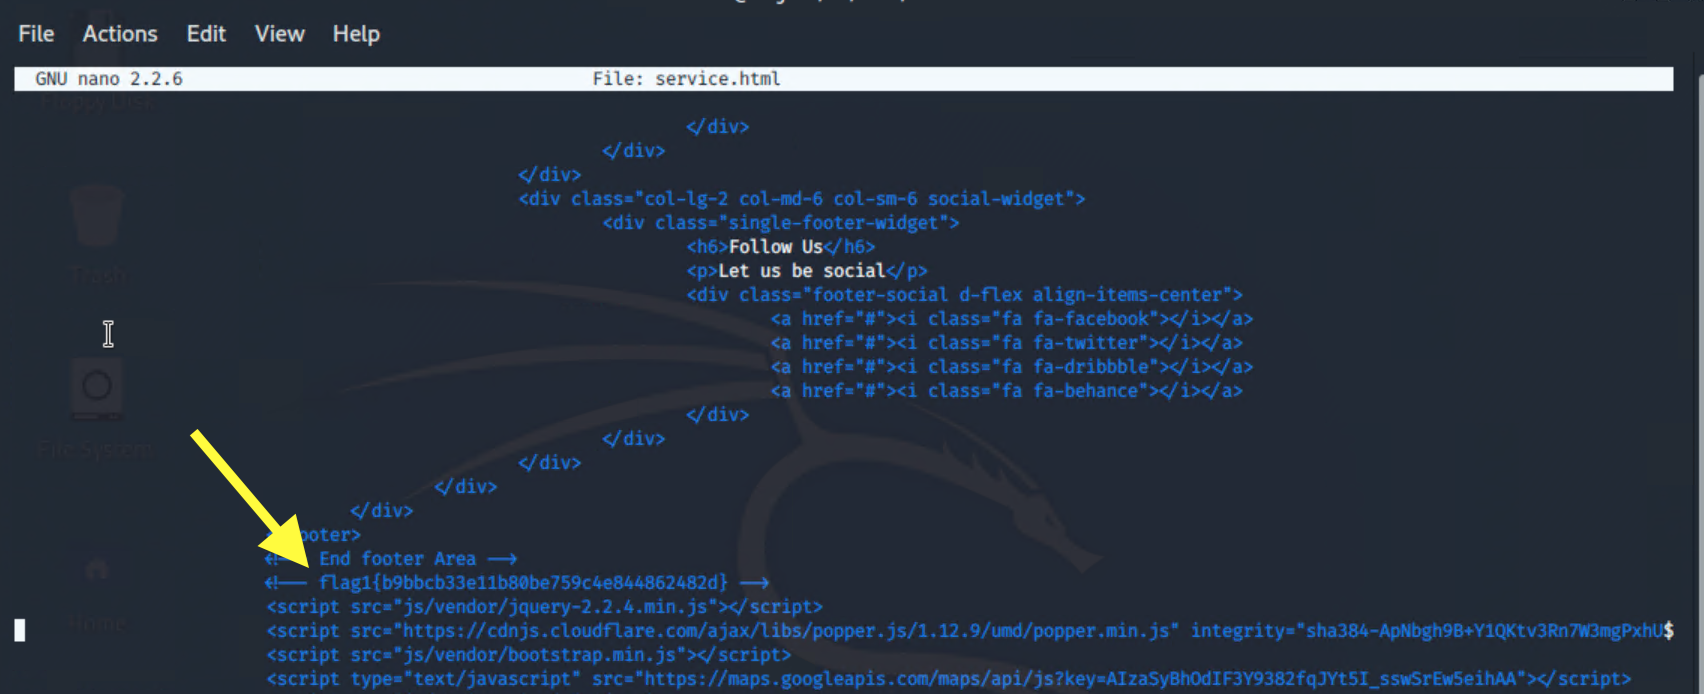 File Actions Edit View Help
GNU nano 2.2.6 File: service.html
Floppy Disk
</div>
</div>
</div>
<div class="col-lg-2 col-md-6 col-sm-6 social-widget">
<div class="single-footer-widget">
<h6>Follow Us</h6>
<p>Let us be social</p>
Trash
<div class="footer-social d-flex align-items-center">
<a href="#"><i class="fa fa-facebook"></i></a>
<a href="#"><i class="fa fa-twitter"></i></a>
<a href="#"><i class="fa fa-dribbble"></i></a>
<a href="#"><i class="fa fa-behance"></i></a>
</div>
</div>
File System
</div>
</div>
</div>
ooter>
<!-- End footer Area -->
<!-- flag1{b9bbcb33e11b80be759c4e844862482d} -->
<script src="js/vendor/jquery-2.2.4.min.js"></script>
Home
<script src="https://cdnjs.cloudflare.com/ajax/libs/popper.js/1.12.9/umd/popper.min.js" integrity="sha384-ApNbgh9B+Y1QKtv3Rn7W3mgPxhU$
<script src="js/vendor/bootstrap.min.js"></script>
<script type="text/javascript" src="https://maps.googleapis.com/maps/api/js?key=AIzaSyBhOdIF3Y9382fqJYt5I_sswSrEw5eihAA"></script>